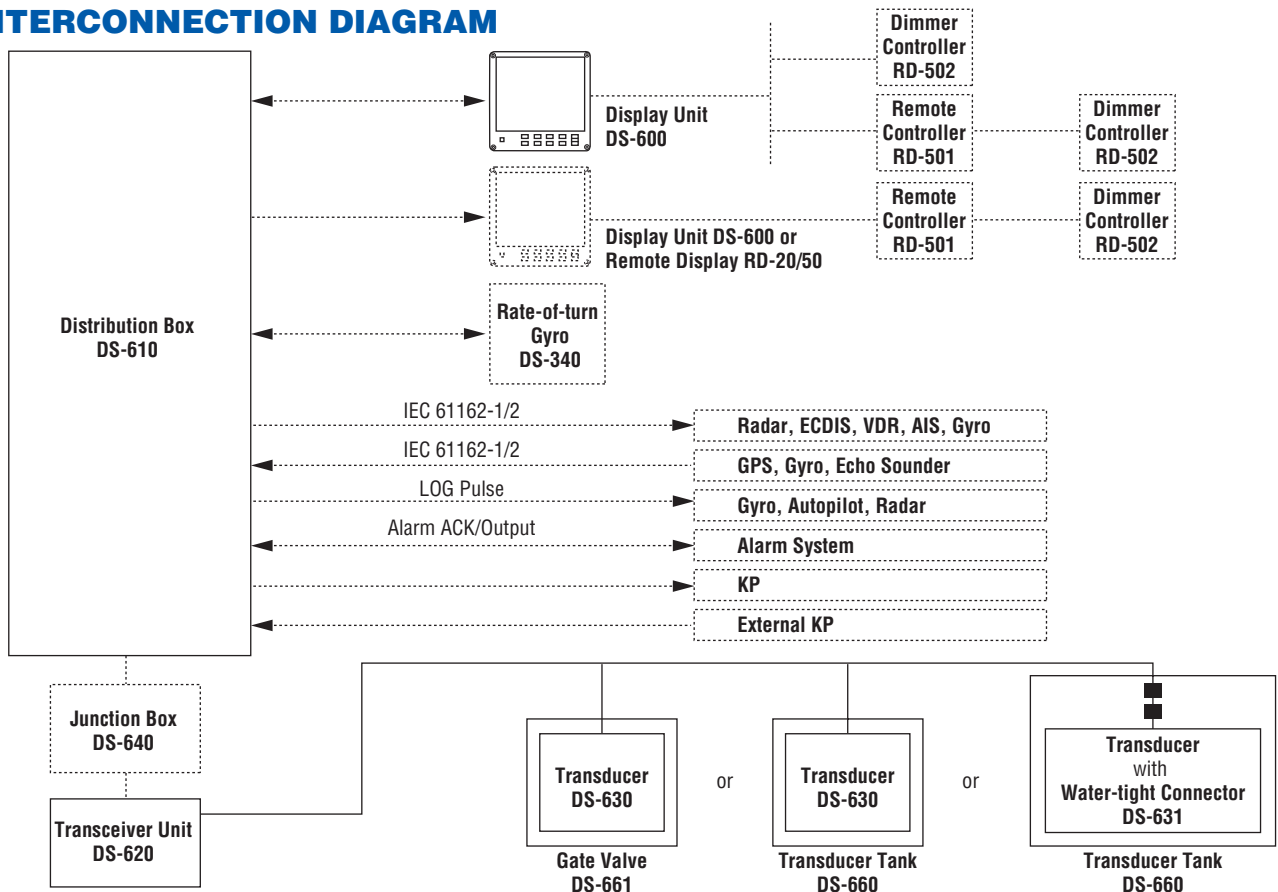 NTERCONNECTION DIAGRAM
Dimmer
Controller
RD-502
Display Unit
DS-600
Remote
Controller
RD-501
Dimmer
Controller
RD-502
Display Unit DS-600 or
Remote Display RD-20/50
Remote
Controller
RD-501
Dimmer
Controller
RD-502
Distribution Box
DS-610
Rate-of-turn
Gyro
DS-340
IEC 61162-1/2
Radar, ECDIS, VDR, AIS, Gyro
IEC 61162-1/2
GPS, Gyro, Echo Sounder
LOG Pulse
Gyro, Autopilot, Radar
Alarm ACK/Output
Alarm System
KP
External KP
Junction Box
DS-640
Transceiver Unit
DS-620
Transducer
DS-630
Gate Valve
DS-661
or
Transducer
DS-630
Transducer Tank
DS-660
or
Transducer
with
Water-tight Connector
DS-631
Transducer Tank
DS-660